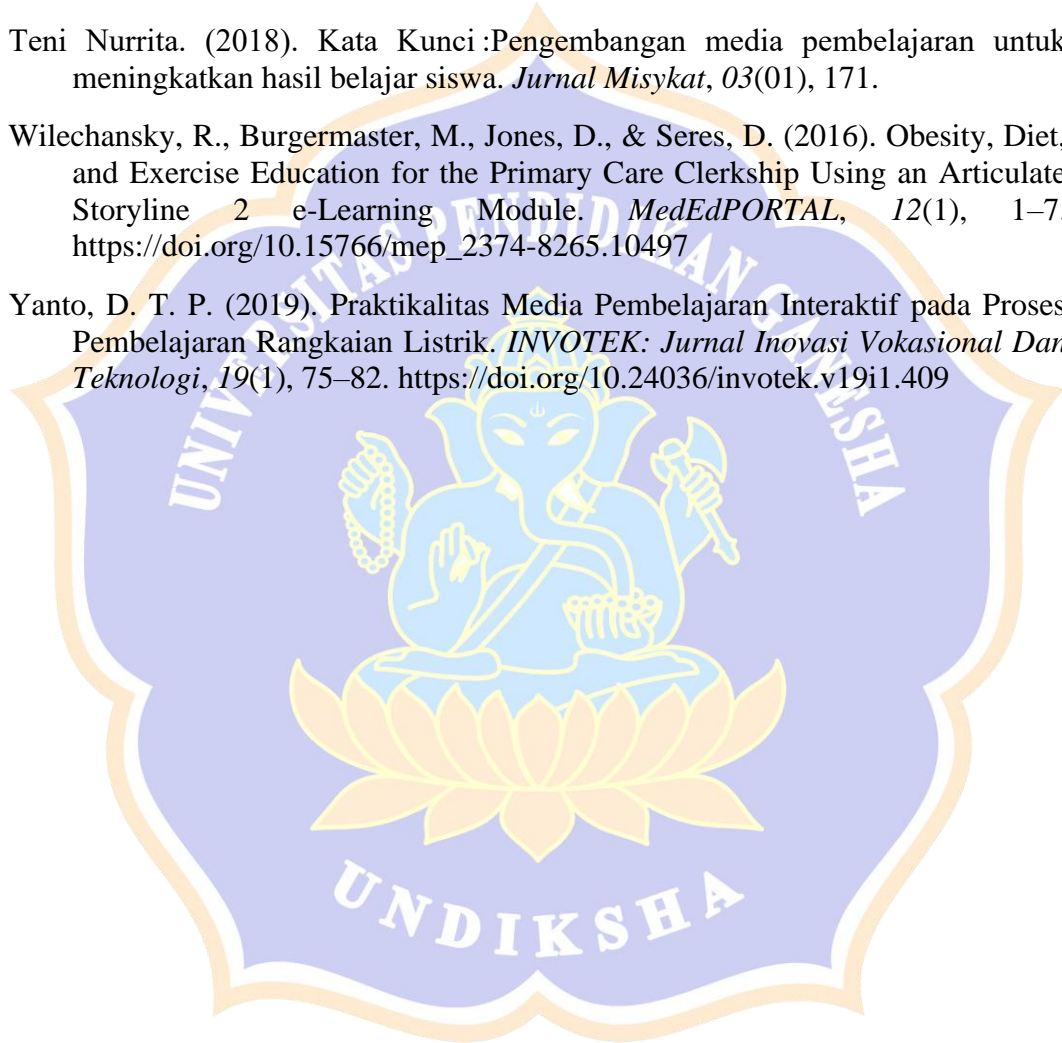 Teni Nurrita. (2018). Kata Kunci :Pengembangan media pembelajaran untuk
meningkatkan hasil belajar siswa. Jurnal Misykat, 03(01), 171.
Wilechansky, R., Burgermaster, M., Jones, D., & Seres, D. (2016). Obesity, Diet,
and Exercise Education for the Primary Care Clerkship Using an Articulate
Storyline 2 e-Learning Module. MedEdPORTAL, 12(1), 1–7.
https://doi.org/10.15766/mep_2374-8265.10497
Yanto, D. T. P. (2019). Praktikalitas Media Pembelajaran Interaktif pada Proses
Pembelajaran Rangkaian Listrik. INVOTEK: Jurnal Inovasi Vokasional Dan
Teknologi, 19(1), 75–82. https://doi.org/10.24036/invotek.v19i1.409
UNIVERSITAS PENDIDIKAN GANESHA
UNDIKSHA